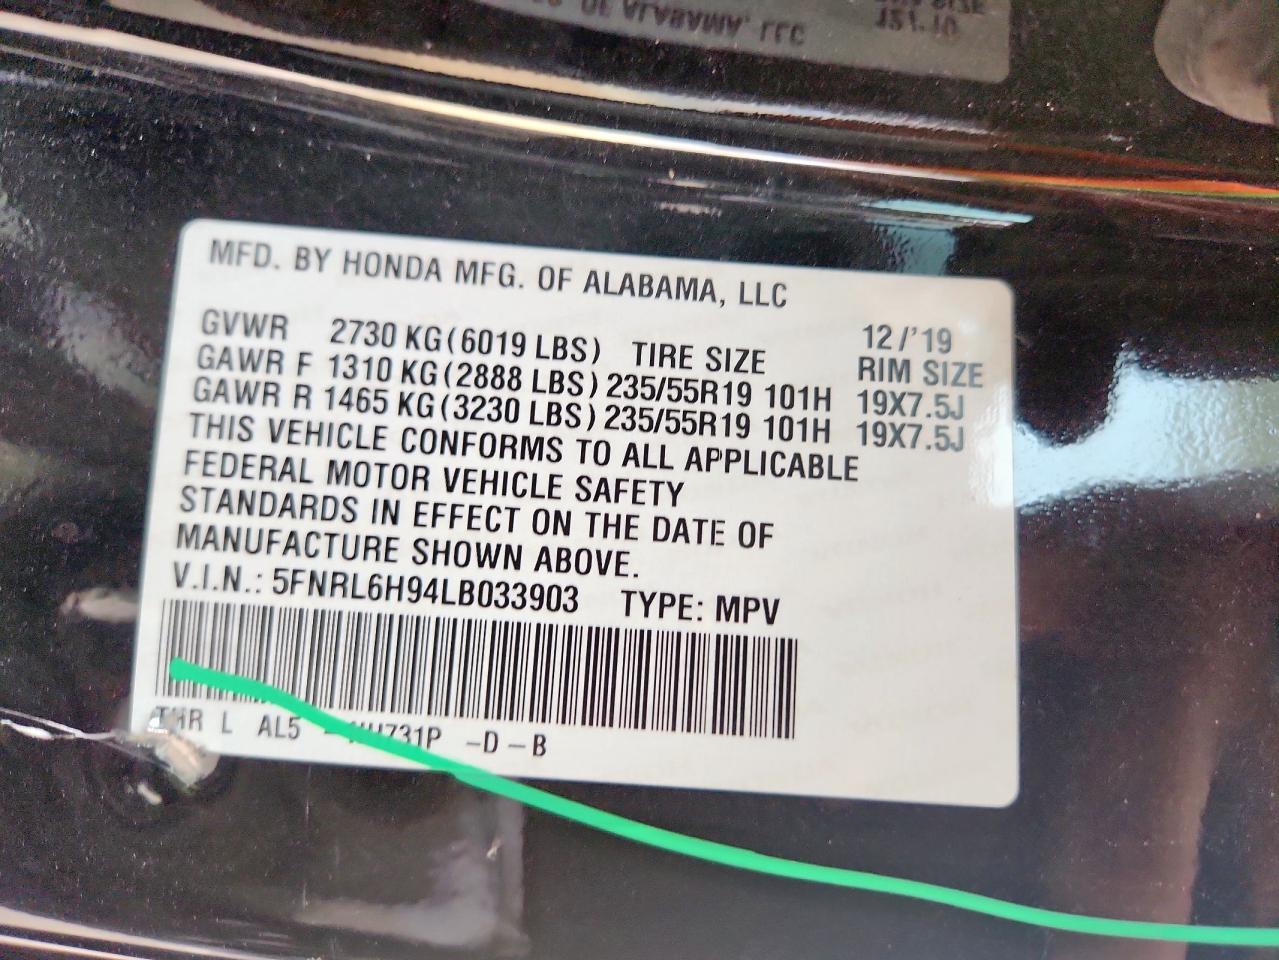 MFD. BY HONDA MFG. OF ALABAMA, LLC
12/'19
GVWR 2730 KG (6019 LBS) TIRE SIZE RIM SIZE
GAWR F 1310 KG (2888 LBS) 235/55R19 101H 19X7.5J
GAWR R 1465 KG (3230 LBS) 235/55R19 101H 19X7.5J
THIS VEHICLE CONFORMS TO ALL APPLICABLE
FEDERAL MOTOR VEHICLE SAFETY
STANDARDS IN EFFECT ON THE DATE OF
MANUFACTURE SHOWN ABOVE.
V.I.N.: 5FNRL6H94LB033903 TYPE: MPV
THR L AL5 -D-B